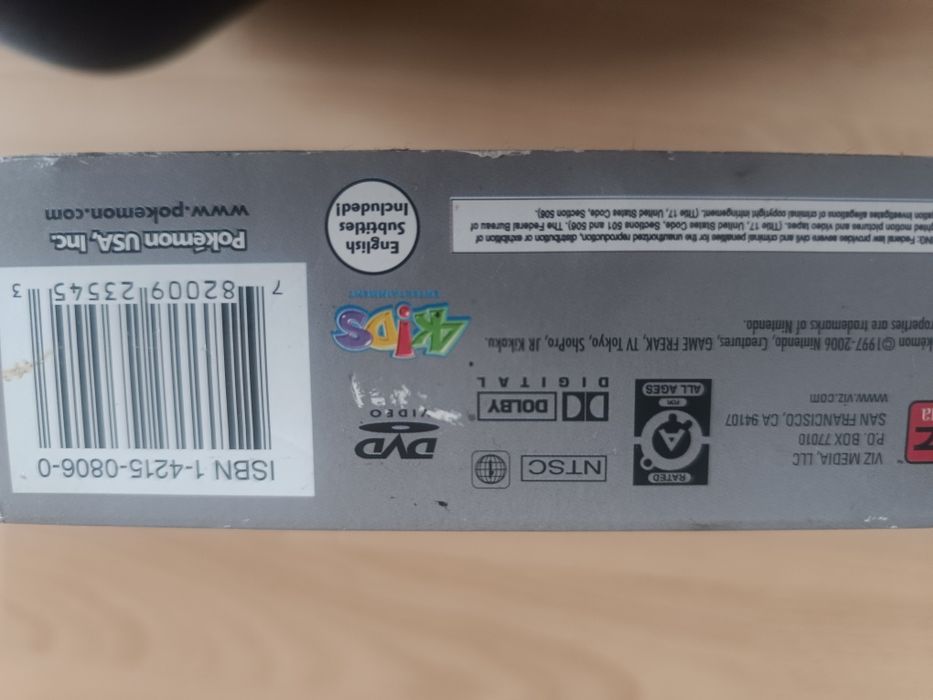 VIZ MEDIA, LLC
P.O. BOX 77010
SAN FRANCISCO, CA 94107
www.viz.com
RATED
A
FOR
ALL AGES
NTSC
DOLBY
DIGITAL
DVD
VIDEO
ISBN 1-4215-0806-0
7 82009 23545 3
©1997-2006 Nintendo, Creatures, GAME FREAK, TV Tokyo, ShoPro, JR Kikaku.
properties are trademarks of Nintendo.
4KiDS
ENTERTAINMENT
Federal law provides severe civil and criminal penalties for the unauthorized reproduction, distribution or exhibition of
motion pictures and video tapes. (Title 17, United States Code, Sections 501 and 506). The Federal Bureau of
investigates allegations of criminal copyright infringement. (Title 17, United States Code, Section 506)
English
Subtitles
Included!
Pokémon USA, Inc.
www.pokemon.com